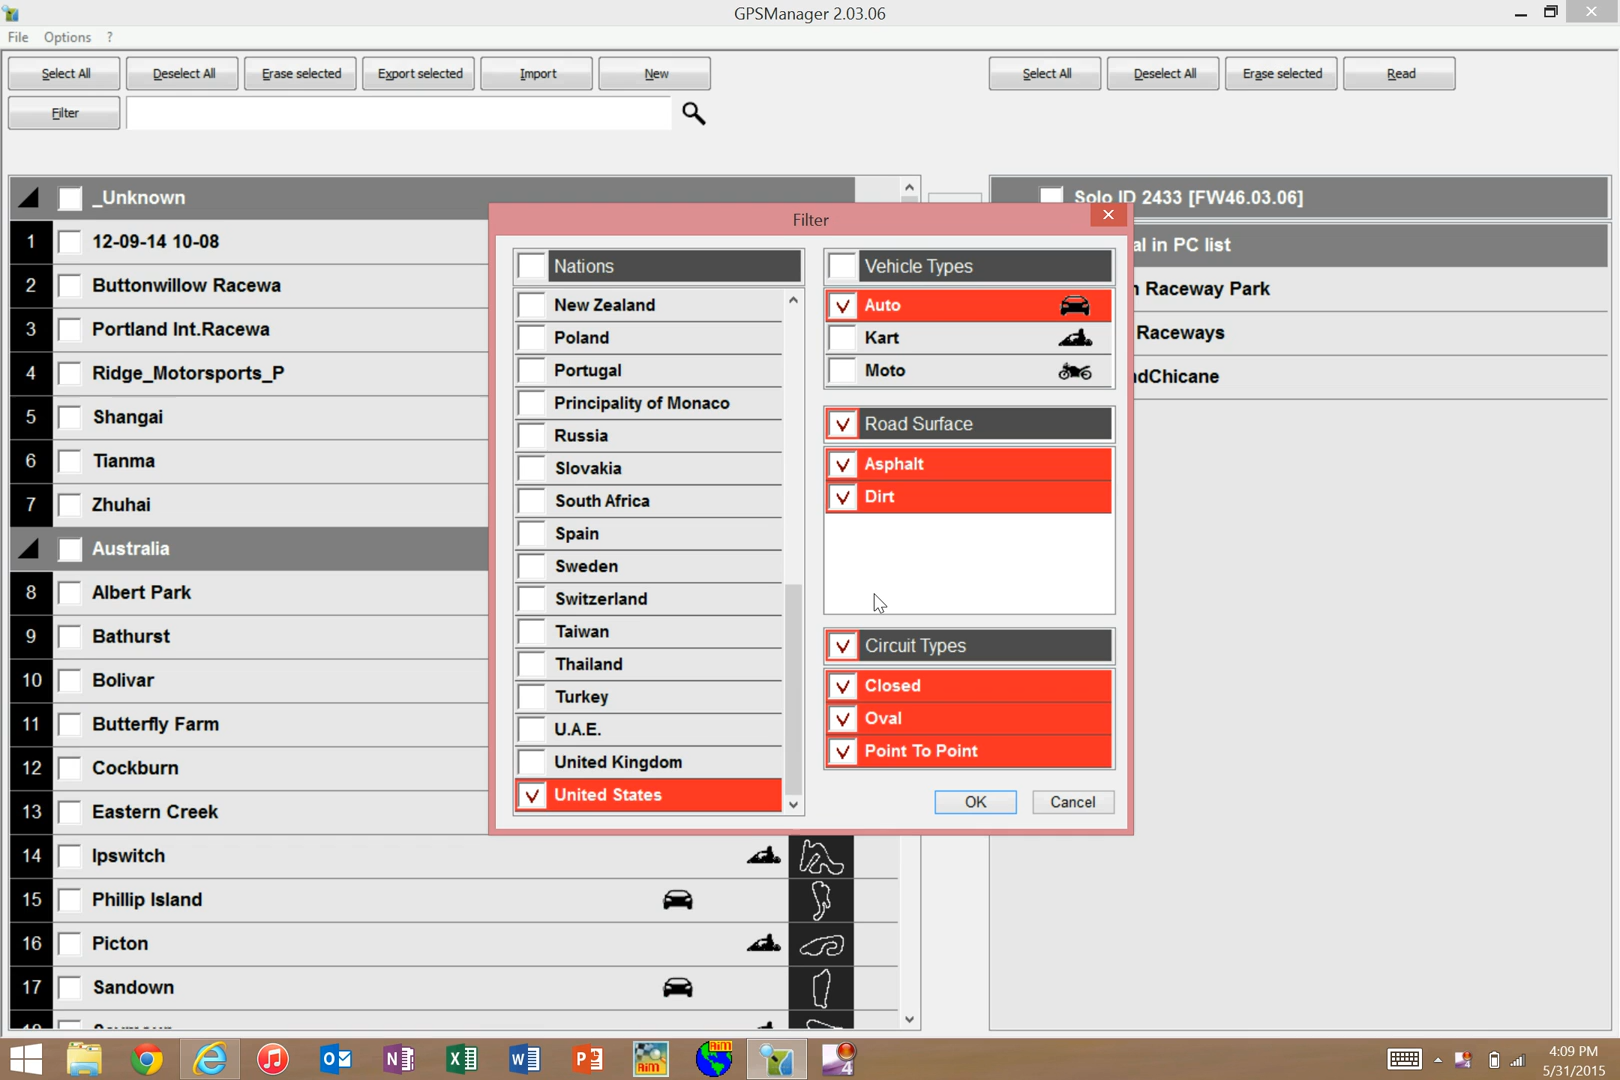 GPSManager 2.03.06
File Options ?
Select All Deselect All Erase selected Export selected Import New
Select All Deselect All Erase selected Read
Filter
_Unknown
1 12-09-14 10-08
2 Buttonwillow Racewa
3 Portland Int.Racewa
4 Ridge_Motorsports_P
5 Shangai
6 Tianma
7 Zhuhai
Australia
8 Albert Park
9 Bathurst
10 Bolivar
11 Butterfly Farm
12 Cockburn
13 Eastern Creek
14 Ipswitch
15 Phillip Island
16 Picton
17 Sandown
Filter
Nations
New Zealand
Poland
Portugal
Principality of Monaco
Russia
Slovakia
South Africa
Spain
Sweden
Switzerland
Taiwan
Thailand
Turkey
U.A.E.
United Kingdom
United States
Vehicle Types
Auto
Kart
Moto
Road Surface
Asphalt
Dirt
Circuit Types
Closed
Oval
Point To Point
OK Cancel
Solo ID 2433 [FW46.03.06]
in PC list
Raceway Park
Raceways
4:09 PM
5/31/2015